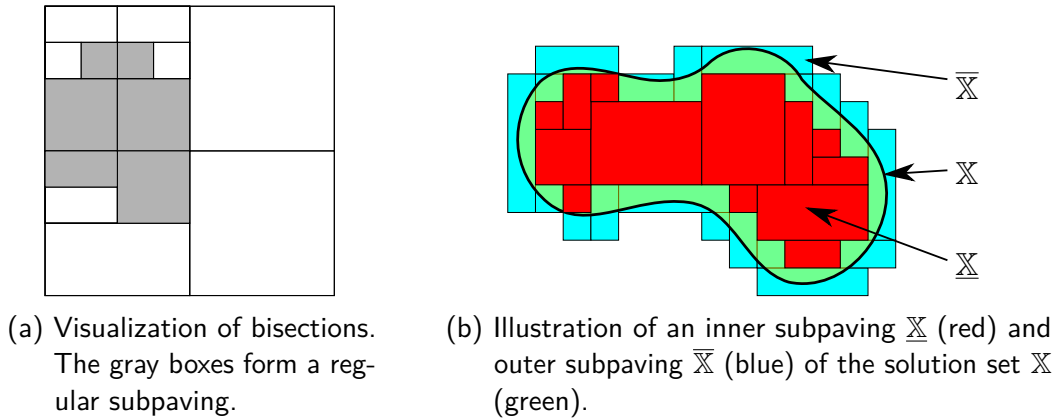 𝕏̅
𝕏
𝕏̲
(a) Visualization of bisections.
The gray boxes form a reg-
ular subpaving.
(b) Illustration of an inner subpaving 𝕏̲ (red) and
outer subpaving 𝕏̅ (blue) of the solution set 𝕏
(green).